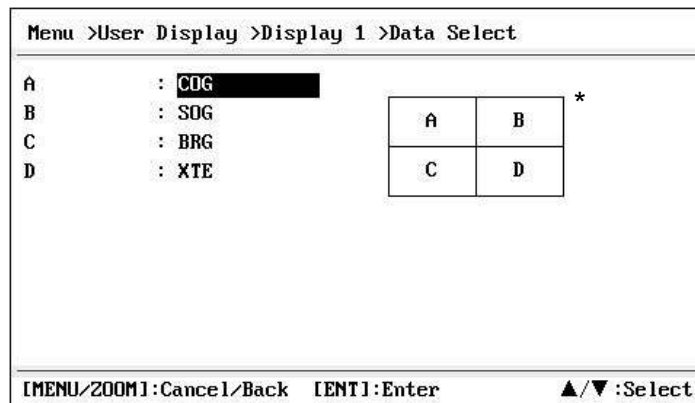 Menu >User Display >Display 1 >Data Select
A : COG
B : SOG
C : BRG
D : XTE
A B *
C D
[MENU/ZOOM]:Cancel/Back [ENT]:Enter ▲/▼:Select